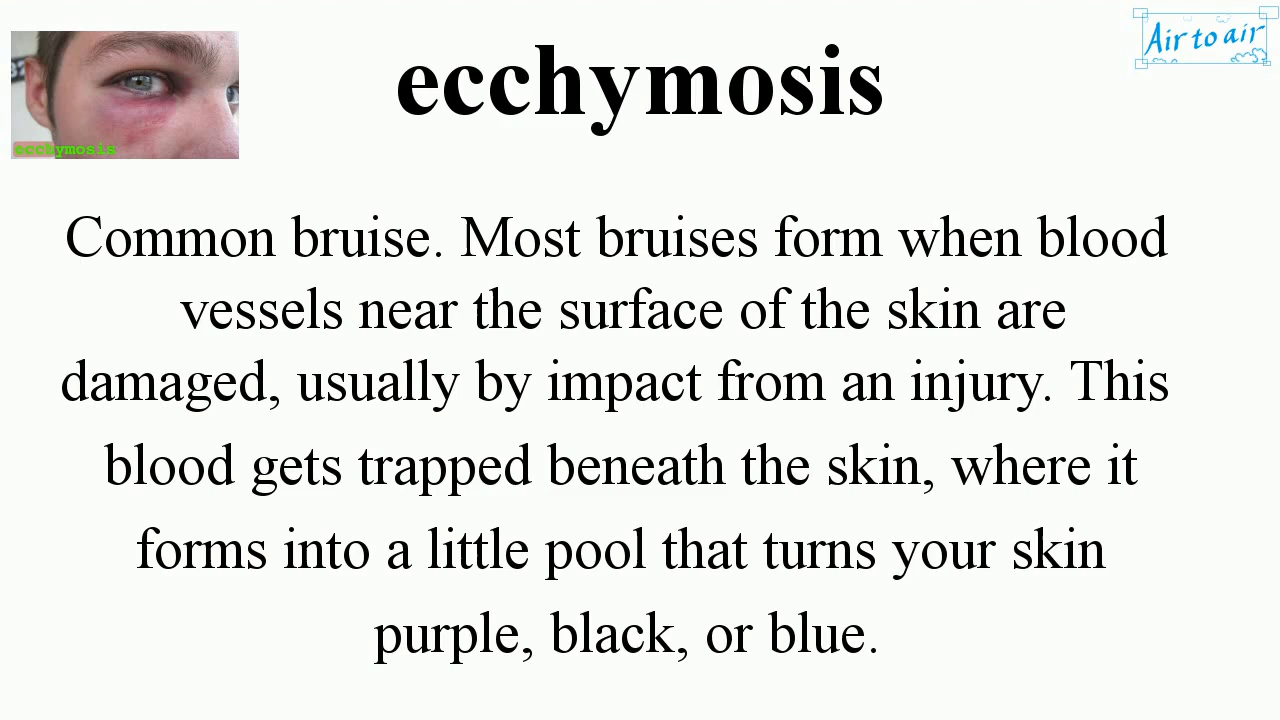 ecchymosis
Air to air
ecchymosis
Common bruise. Most bruises form when blood
vessels near the surface of the skin are
damaged, usually by impact from an injury. This
blood gets trapped beneath the skin, where it
forms into a little pool that turns your skin
purple, black, or blue.